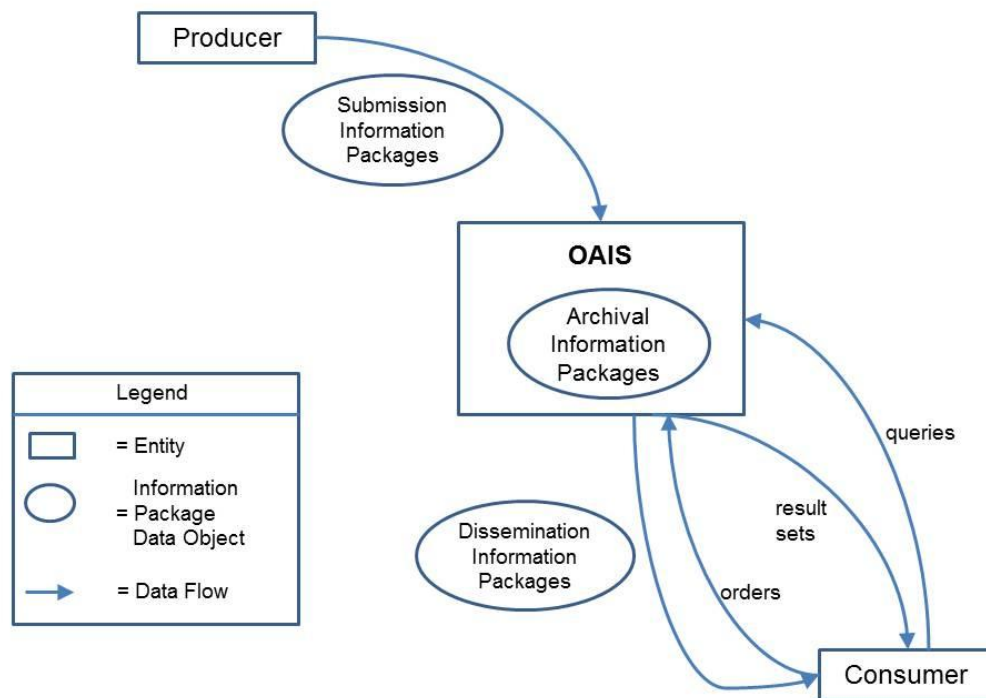 Producer
Submission
Information
Packages
OAIS
Archival
Information
Packages
queries
result
sets
orders
Dissemination
Information
Packages
Consumer
Legend
= Entity
Information
= Package
Data Object
= Data Flow